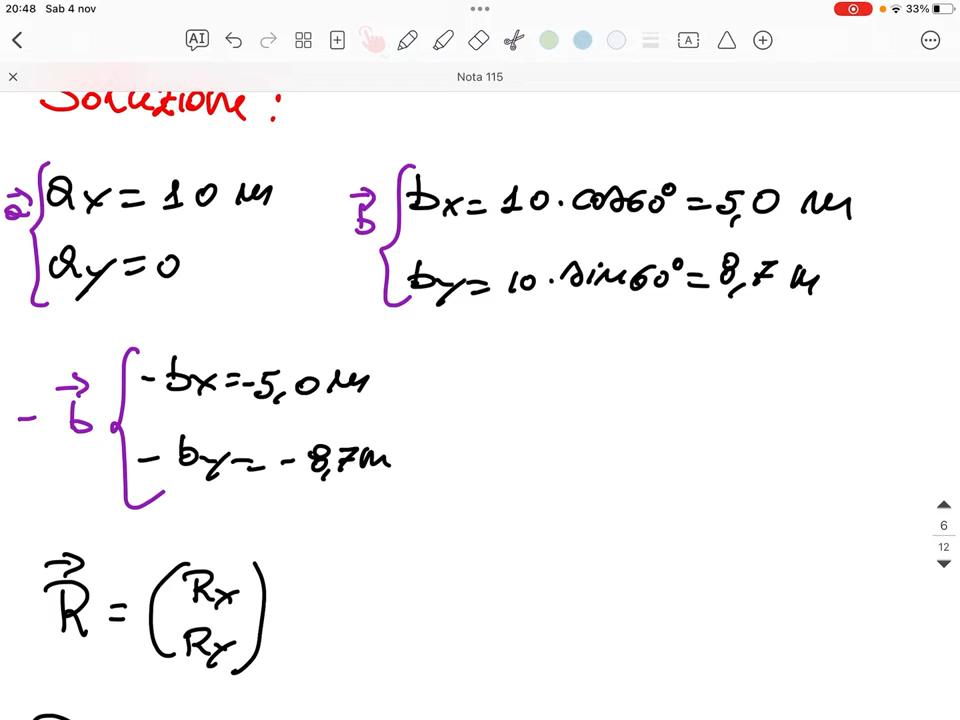 20:48 Sab 4 nov
33%
AI
A
Nota 115
Soluzione :
a⃗ { ax = 10 m
ay = 0
b⃗ { bx = 10 · cos60° = 5,0 m
by = 10 · sin60° = 8,7 m
- b⃗ { - bx = -5,0 m
- by = - 8,7 m
6
12
R⃗ = ( Rx
Ry )